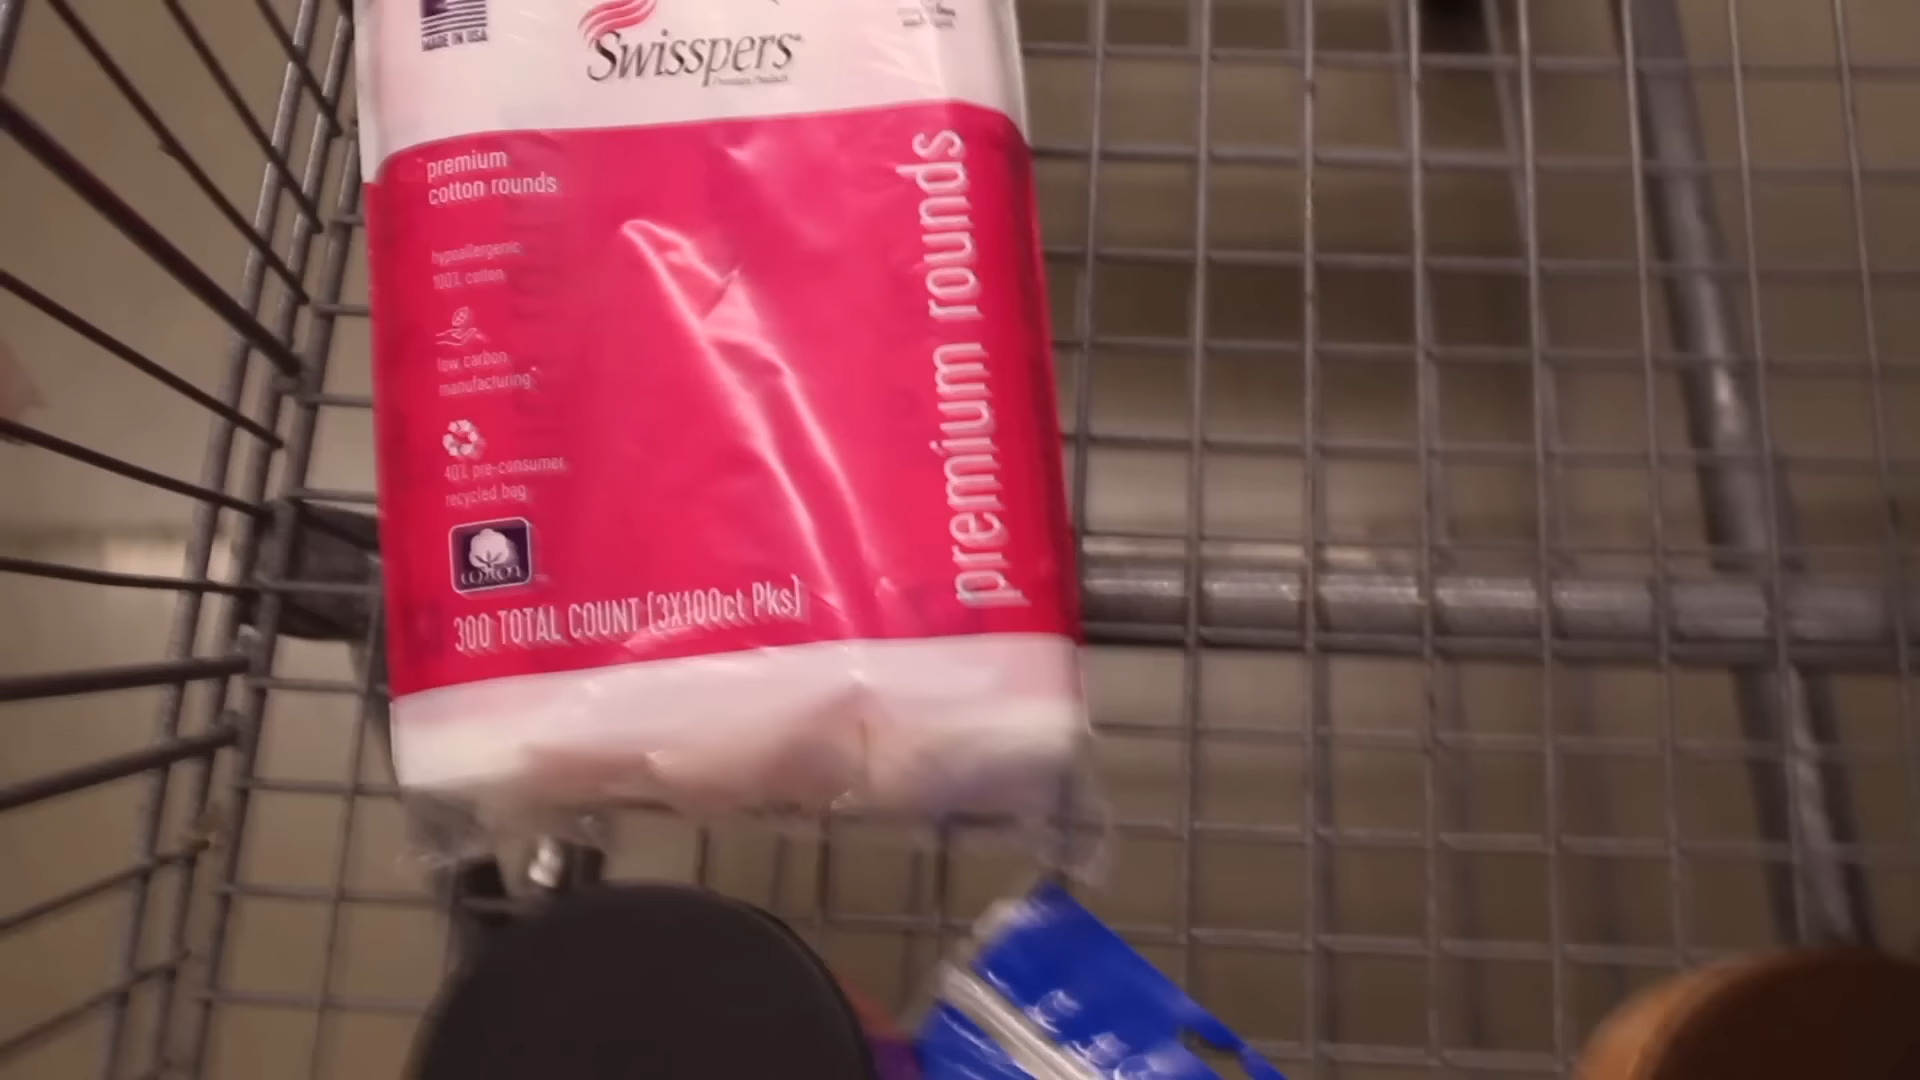 MADE IN USA
Swisspers
premium
cotton rounds
hypoallergenic
100% cotton
low carbon
manufacturing
40% pre-consumer
recycled bag
COTTON
300 TOTAL COUNT (3X100ct Pks)
premium rounds